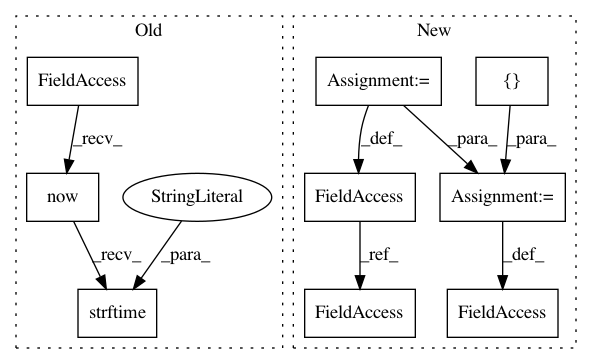 Old
New
FieldAccess
Assignment:=
{}
_recv_
_def_
_para_
_para_
now
StringLiteral
FieldAccess
Assignment:=
_recv_
_para_
_ref_
_def_
strftime
FieldAccess
FieldAccess